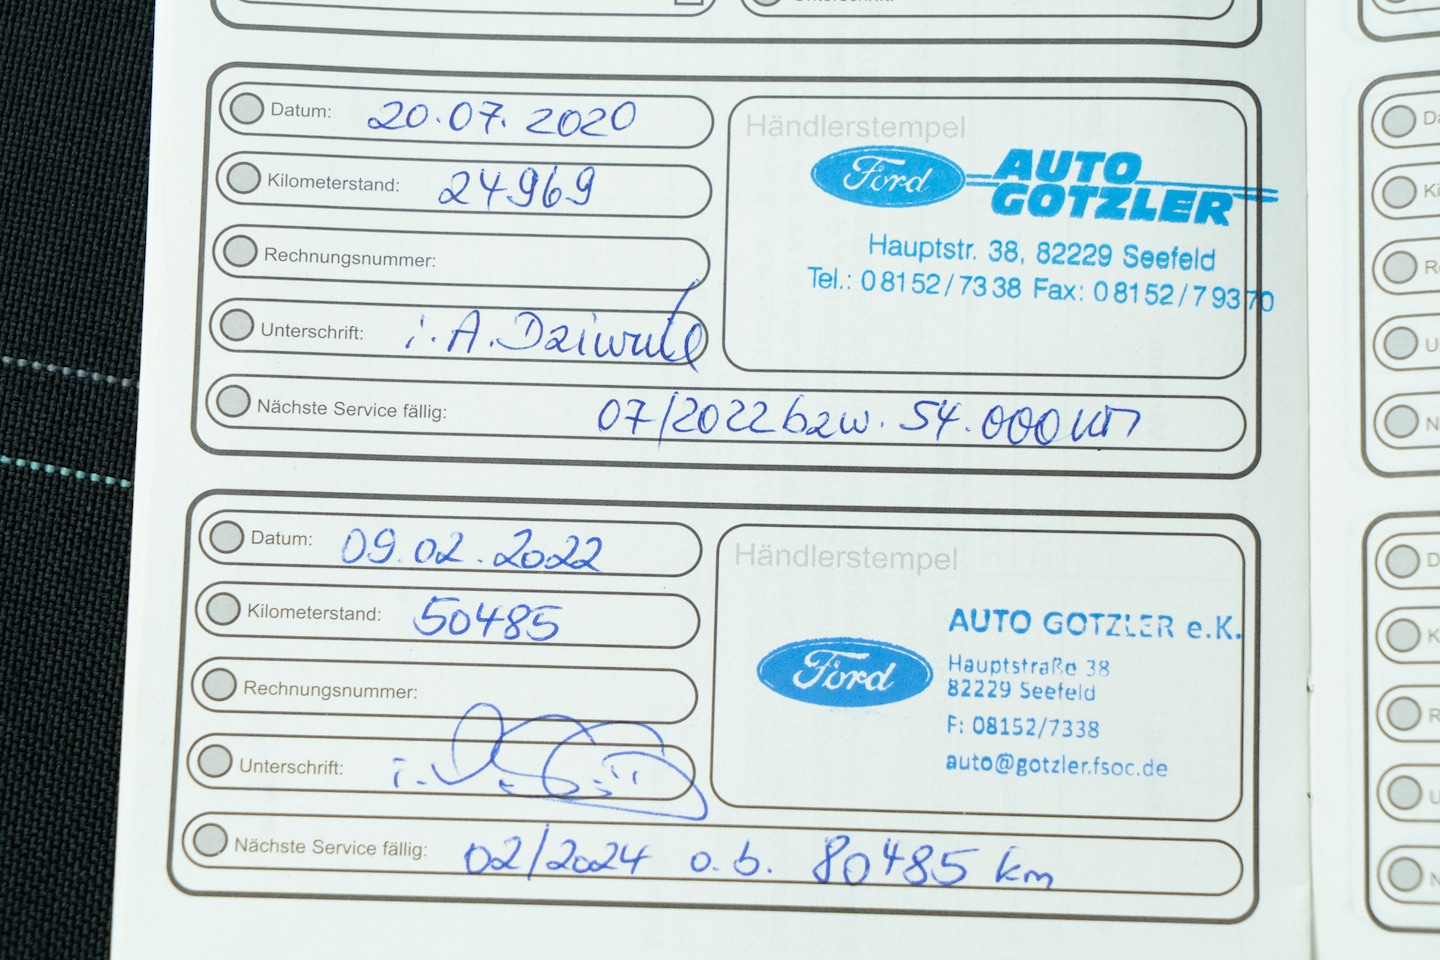 Datum: 20.07.2020
Kilometerstand: 24969
Rechnungsnummer:
Unterschrift: i.A.
Nächste Service fällig: 07/2022 bzw. 54.000 km
Händlerstempel
Ford AUTO GOTZLER
Hauptstr. 38, 82229 Seefeld
Tel.: 08152/7338 Fax: 08152/79370
Datum: 09.02.2022
Kilometerstand: 50485
Rechnungsnummer:
Unterschrift: i.
Nächste Service fällig: 02/2024 o.b. 80485 km
Händlerstempel
Ford
AUTO GOTZLER e.K.
Hauptstraße 38
82229 Seefeld
F: 08152/7338
auto@gotzler.fsoc.de